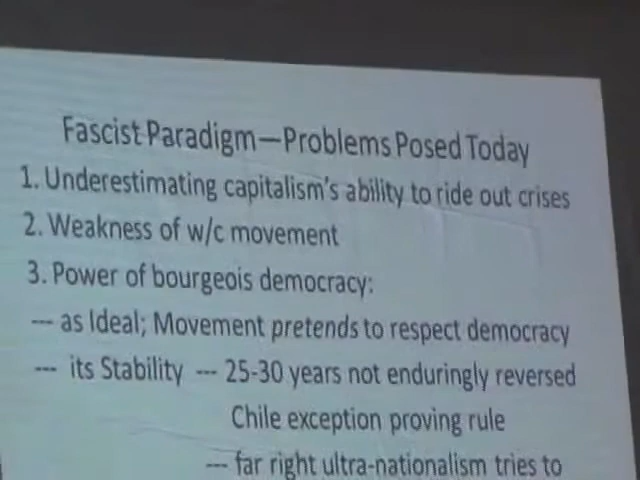 Fascist Paradigm—Problems Posed Today
1. Underestimating capitalism's ability to ride out crises
2. Weakness of w/c movement
3. Power of bourgeois democracy:
--- as Ideal; Movement pretends to respect democracy
--- its Stability --- 25-30 years not enduringly reversed
Chile exception proving rule
--- far right ultra-nationalism tries to